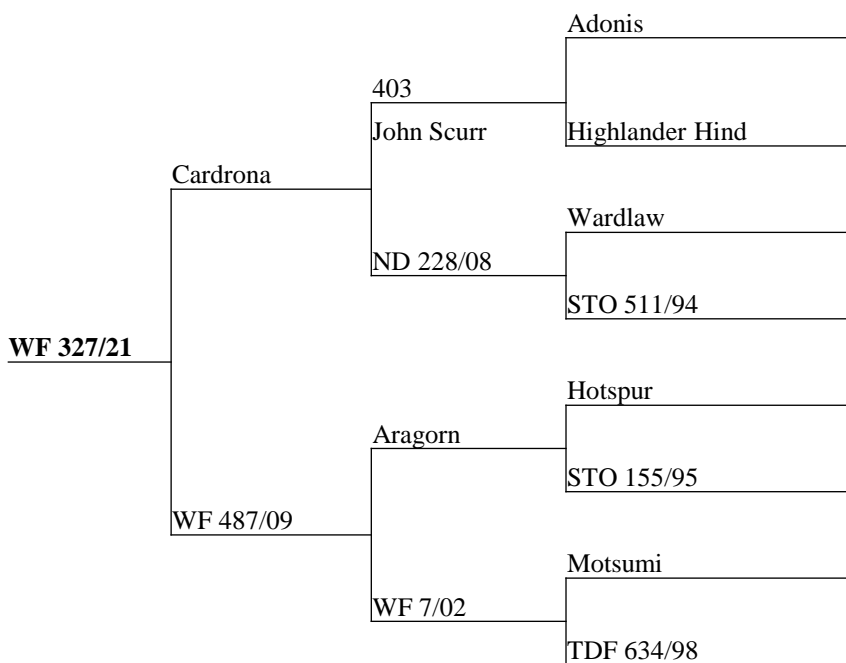 Adonis
403
John Scurr
Highlander Hind
Cardrona
Wardlaw
ND 228/08
STO 511/94
WF 327/21
Hotspur
Aragorn
STO 155/95
WF 487/09
Motsumi
WF 7/02
TDF 634/98